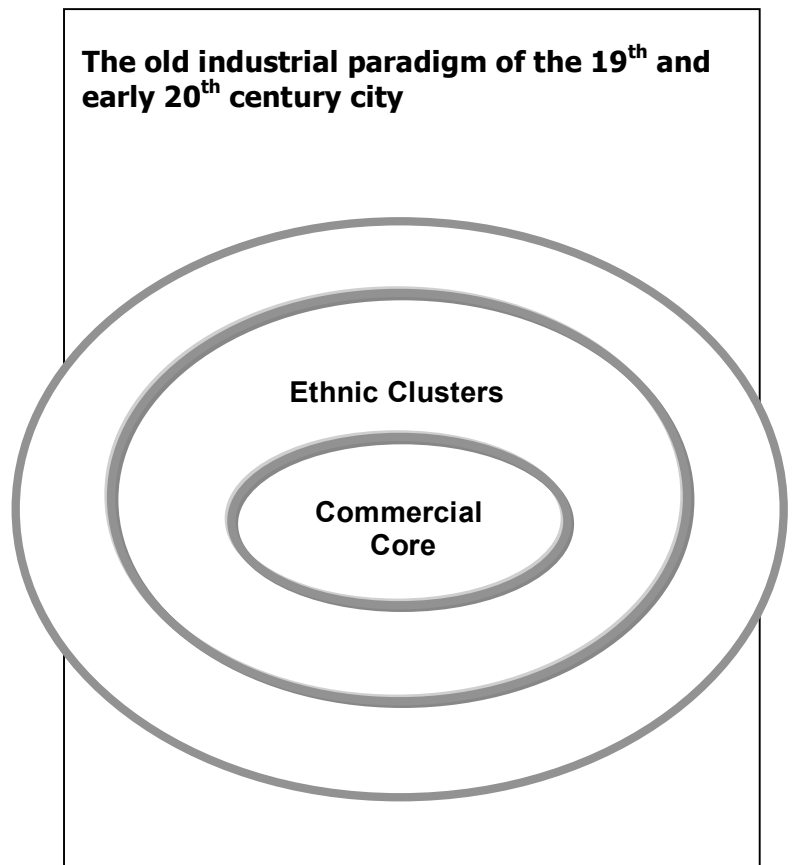 The old industrial paradigm of the 19th and
early 20th century city
Ethnic Clusters
Commercial
Core